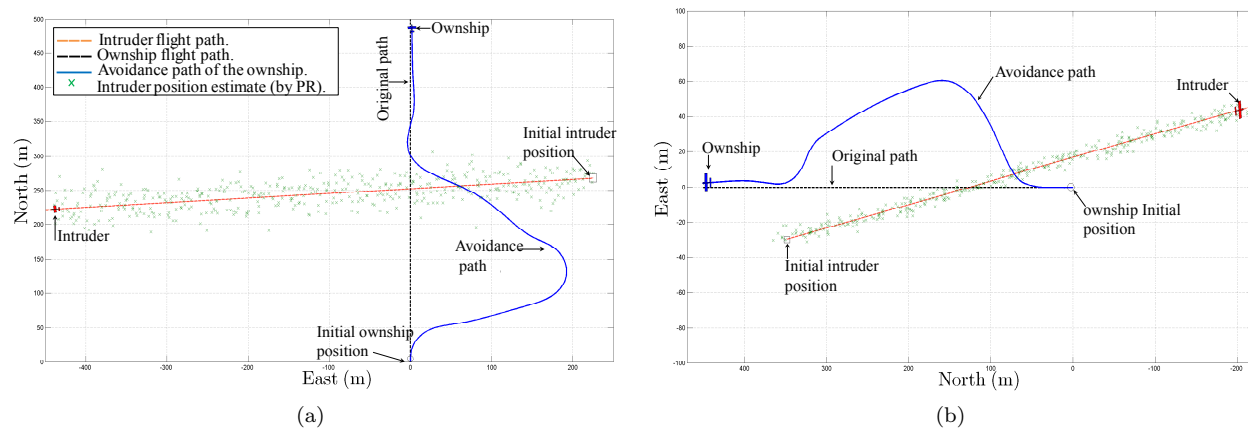 500
450
400
350
300
250
200
150
100
50
0
-400
-300
-200
-100
0
100
200
North (m)
East (m)
Intruder flight path.
Ownship flight path.
Avoidance path of the ownship.
Intruder position estimate (by PR).
Ownship
Original path
Initial intruder
position
Intruder
Avoidance
path
Initial ownship
position
(a)
100
80
60
40
20
0
-20
-40
-60
-80
-100
400
300
200
100
0
-100
-200
East (m)
North (m)
Avoidance path
Intruder
Ownship
Original path
ownship Initial
position
Initial intruder
position
(b)